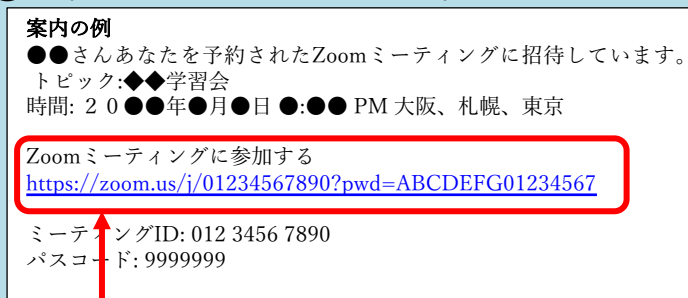 案内の例
●●さんあなたを予約されたZoomミーティングに招待しています。
トピック:◆◆学習会
時間: ２０●●年●月●日 ●:●● PM 大阪、札幌、東京
Zoomミーティングに参加する
https://zoom.us/j/01234567890?pwd=ABCDEFG01234567
ミーティングID: 012 3456 7890
パスコード: 9999999